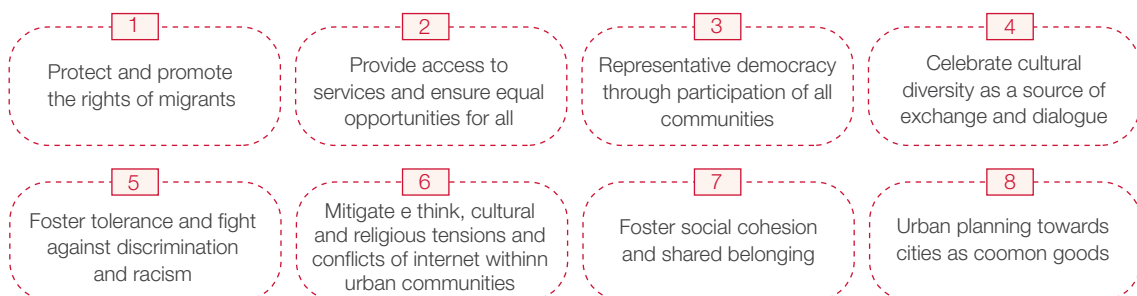 1
Protect and promote
the rights of migrants
2
Provide access to
services and ensure equal
opportunities for all
3
Representative democracy
through participation of all
communities
4
Celebrate cultural
diversity as a source of
exchange and dialogue
5
Foster tolerance and fight
against discrimination
and racism
6
Mitigate e think, cultural
and religious tensions and
conflicts of internet withinn
urban communities
7
Foster social cohesion
and shared belonging
8
Urban planning towards
cities as coomon goods